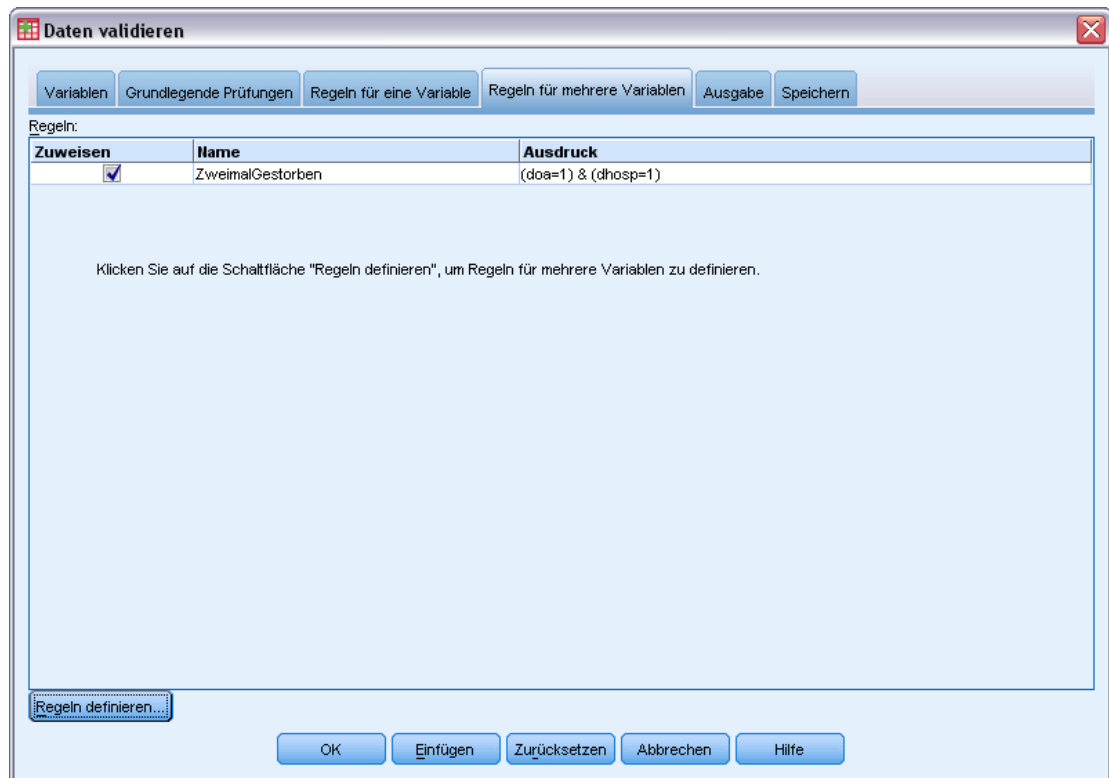 Daten validieren
Variablen Grundlegende Prüfungen Regeln für eine Variable Regeln für mehrere Variablen Ausgabe Speichern
Regeln:
Zuweisen Name Ausdruck
ZweimalGestorben (doa=1) & (dhosp=1)
Klicken Sie auf die Schaltfläche "Regeln definieren", um Regeln für mehrere Variablen zu definieren.
Regeln definieren...
OK Einfügen Zurücksetzen Abbrechen Hilfe